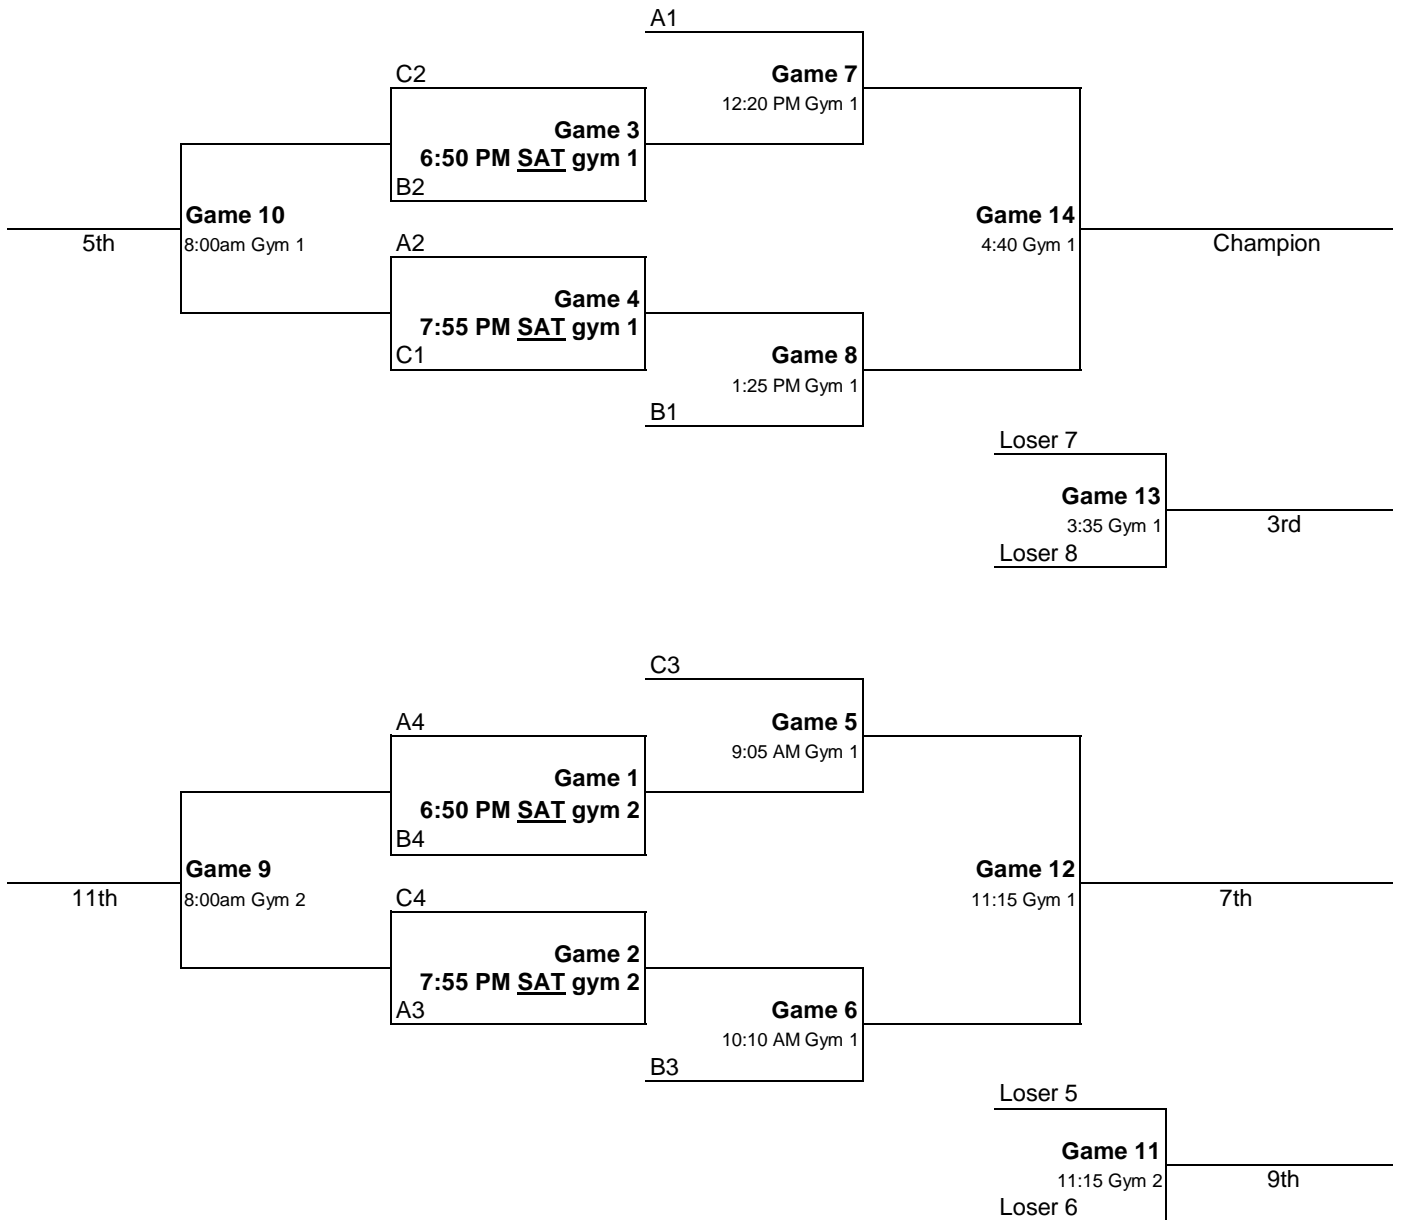 A1
C2
Game 7
12:20 PM Gym 1
Game 3
6:50 PM SAT gym 1
B2
Game 10
8:00am Gym 1
5th
Game 14
4:40 Gym 1
Champion
A2
Game 4
7:55 PM SAT gym 1
C1
Game 8
1:25 PM Gym 1
B1
Loser 7
Game 13
3:35 Gym 1
3rd
Loser 8
C3
A4
Game 5
9:05 AM Gym 1
Game 1
6:50 PM SAT gym 2
B4
Game 9
8:00am Gym 2
11th
Game 12
11:15 Gym 1
7th
C4
Game 2
7:55 PM SAT gym 2
A3
Game 6
10:10 AM Gym 1
B3
Loser 5
Game 11
11:15 Gym 2
9th
Loser 6